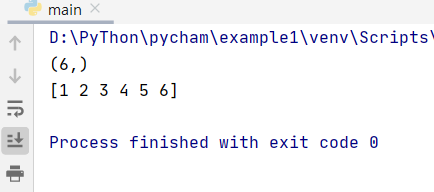 main
D:\PyThon\pycham\example1\venv\Scripts\
(6,)
[1 2 3 4 5 6]
Process finished with exit code 0